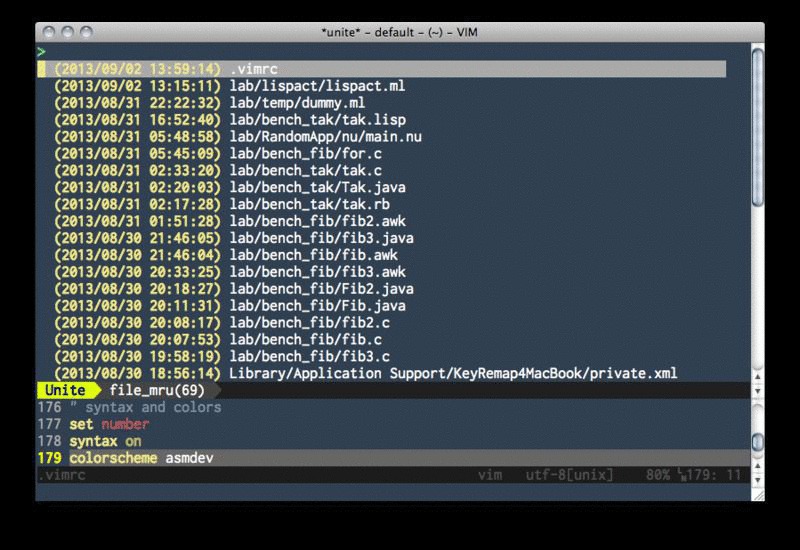 *unite* - default - (~) - VIM
>
(2013/09/02 13:59:14) .vimrc
(2013/09/02 13:15:11) lab/lispact/lispact.ml
(2013/08/31 22:22:32) lab/temp/dummy.ml
(2013/08/31 16:52:40) lab/bench_tak/tak.lisp
(2013/08/31 05:48:58) lab/RandomApp/nu/main.nu
(2013/08/31 05:45:09) lab/bench_fib/for.c
(2013/08/31 02:33:20) lab/bench_tak/tak.c
(2013/08/31 02:20:03) lab/bench_tak/Tak.java
(2013/08/31 02:17:28) lab/bench_tak/tak.rb
(2013/08/31 01:51:28) lab/bench_fib/fib2.awk
(2013/08/30 21:46:05) lab/bench_fib/fib3.java
(2013/08/30 21:46:04) lab/bench_fib/fib.awk
(2013/08/30 20:33:25) lab/bench_fib/fib3.awk
(2013/08/30 20:18:27) lab/bench_fib/Fib2.java
(2013/08/30 20:11:31) lab/bench_fib/Fib.java
(2013/08/30 20:08:17) lab/bench_fib/fib2.c
(2013/08/30 20:07:53) lab/bench_fib/fib.c
(2013/08/30 19:58:19) lab/bench_fib/fib3.c
(2013/08/30 18:56:14) Library/Application Support/KeyRemap4MacBook/private.xml
Unite file_mru(69)
176 " syntax and colors
177 set number
178 syntax on
179 colorscheme asmdev
.vimrc vim utf-8[unix] 80% 179: 11